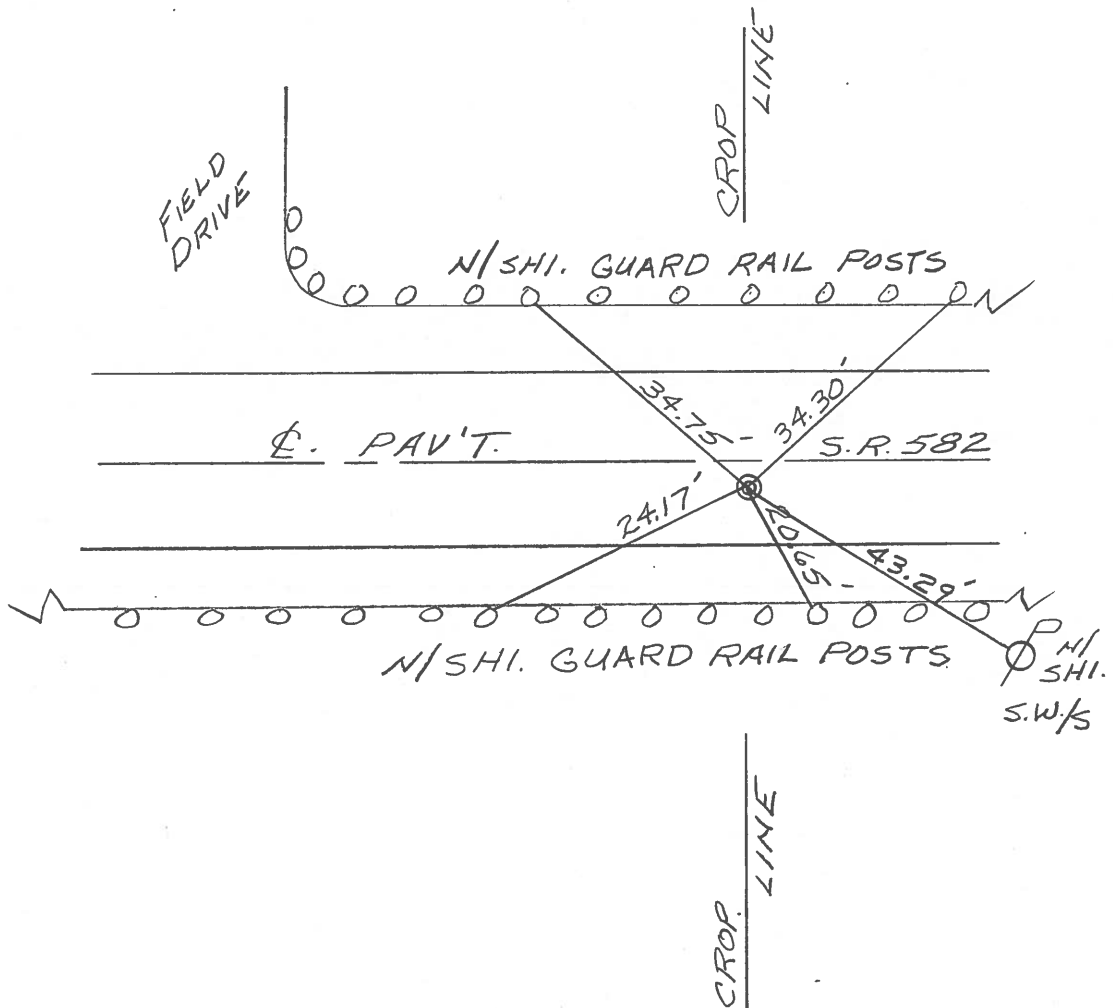 CROP LINE
FIELD
DRIVE
N/SHI. GUARD RAIL POSTS
34.75'
34.30'
℄. PAV'T.
S.R. 582
24.17'
20.65'
43.29'
N/SHI. GUARD RAIL POSTS
P
N/
SHI.
S.W./S
CROP. LINE